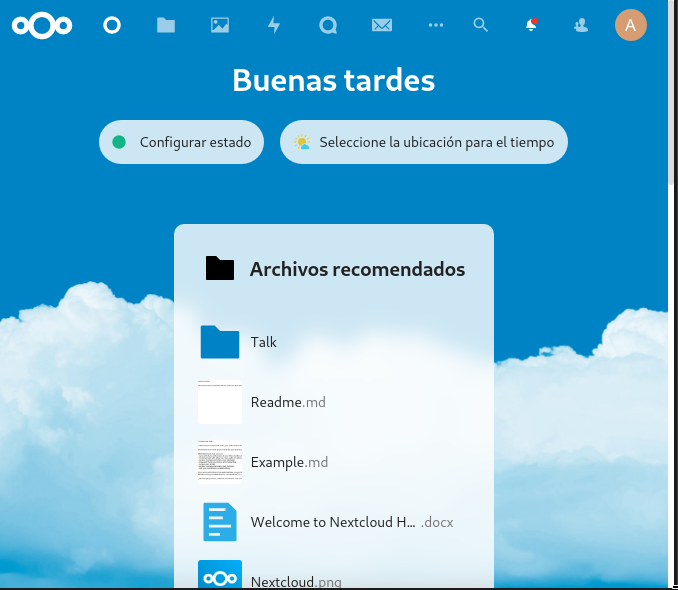 A
Buenas tardes
Configurar estado
Seleccione la ubicación para el tiempo
Archivos recomendados
Talk
Readme.md
Example.md
Welcome to Nextcloud H... .docx
Nextcloud.png